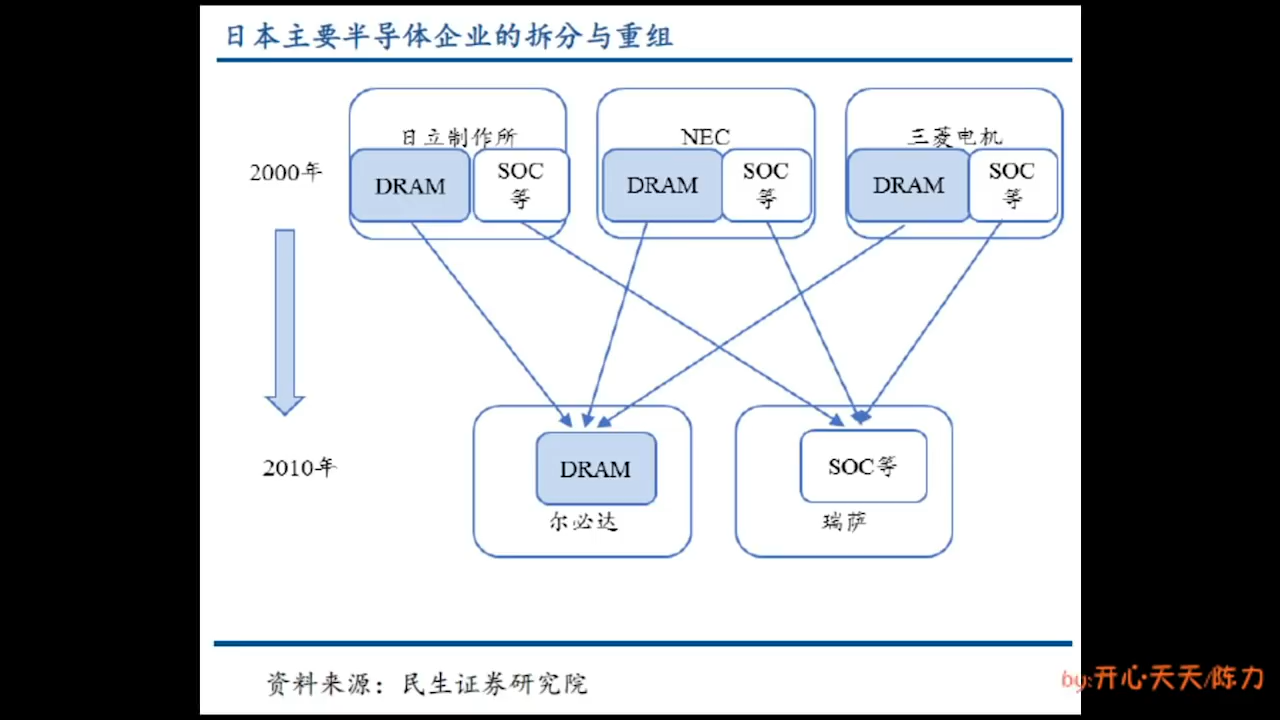 日本主要半导体企业的拆分与重组
日立制作所
NEC
三菱电机
2000年
DRAM
SOC
等
DRAM
SOC
等
DRAM
SOC
等
2010年
DRAM
SOC等
尔必达
瑞萨
资料来源：民生证券研究院
by:开心天天/陈力